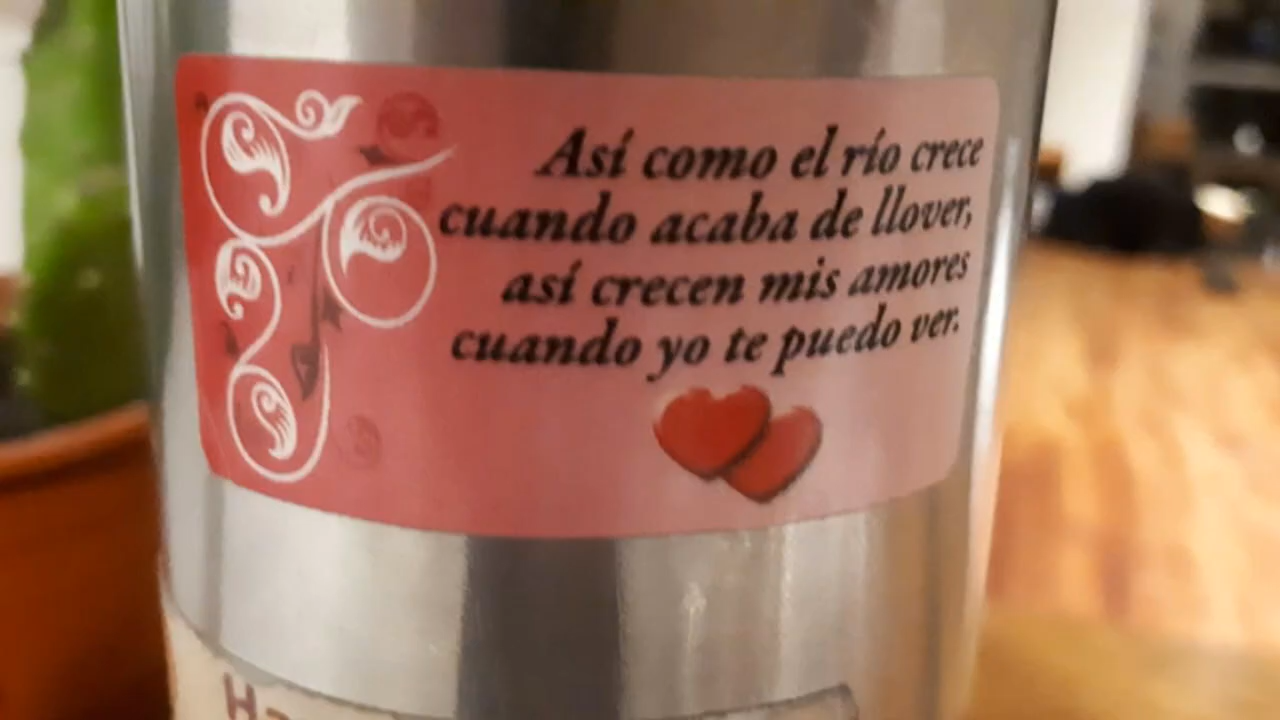 Así como el río crece
cuando acaba de llover,
así crecen mis amores
cuando yo te puedo ver.